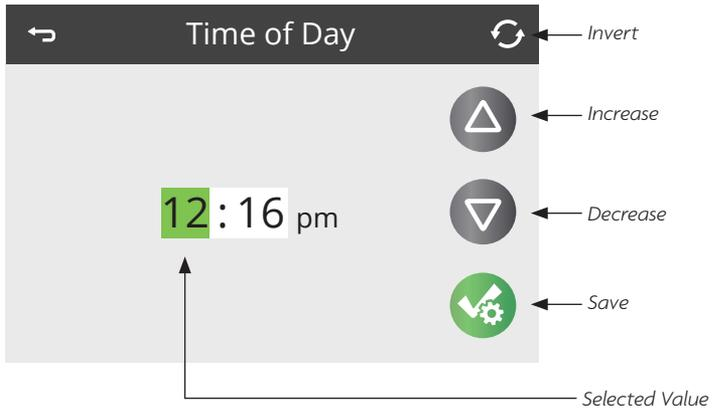 Time of Day
Invert
Increase
12 : 16 pm
Decrease
Save
Selected Value